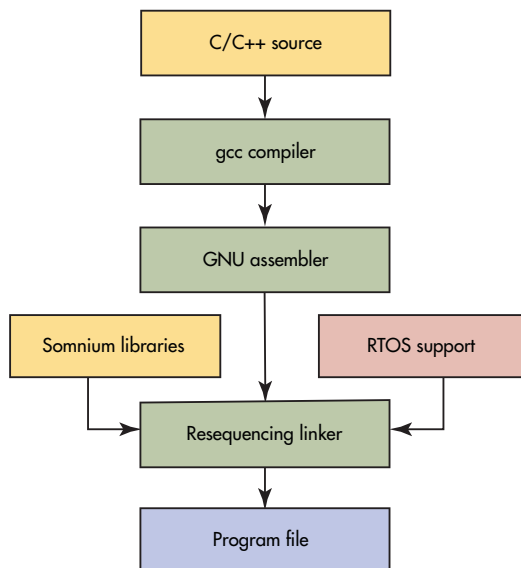 C/C++ source
gcc compiler
GNU assembler
Somnium libraries
RTOS support
Resequencing linker
Program file